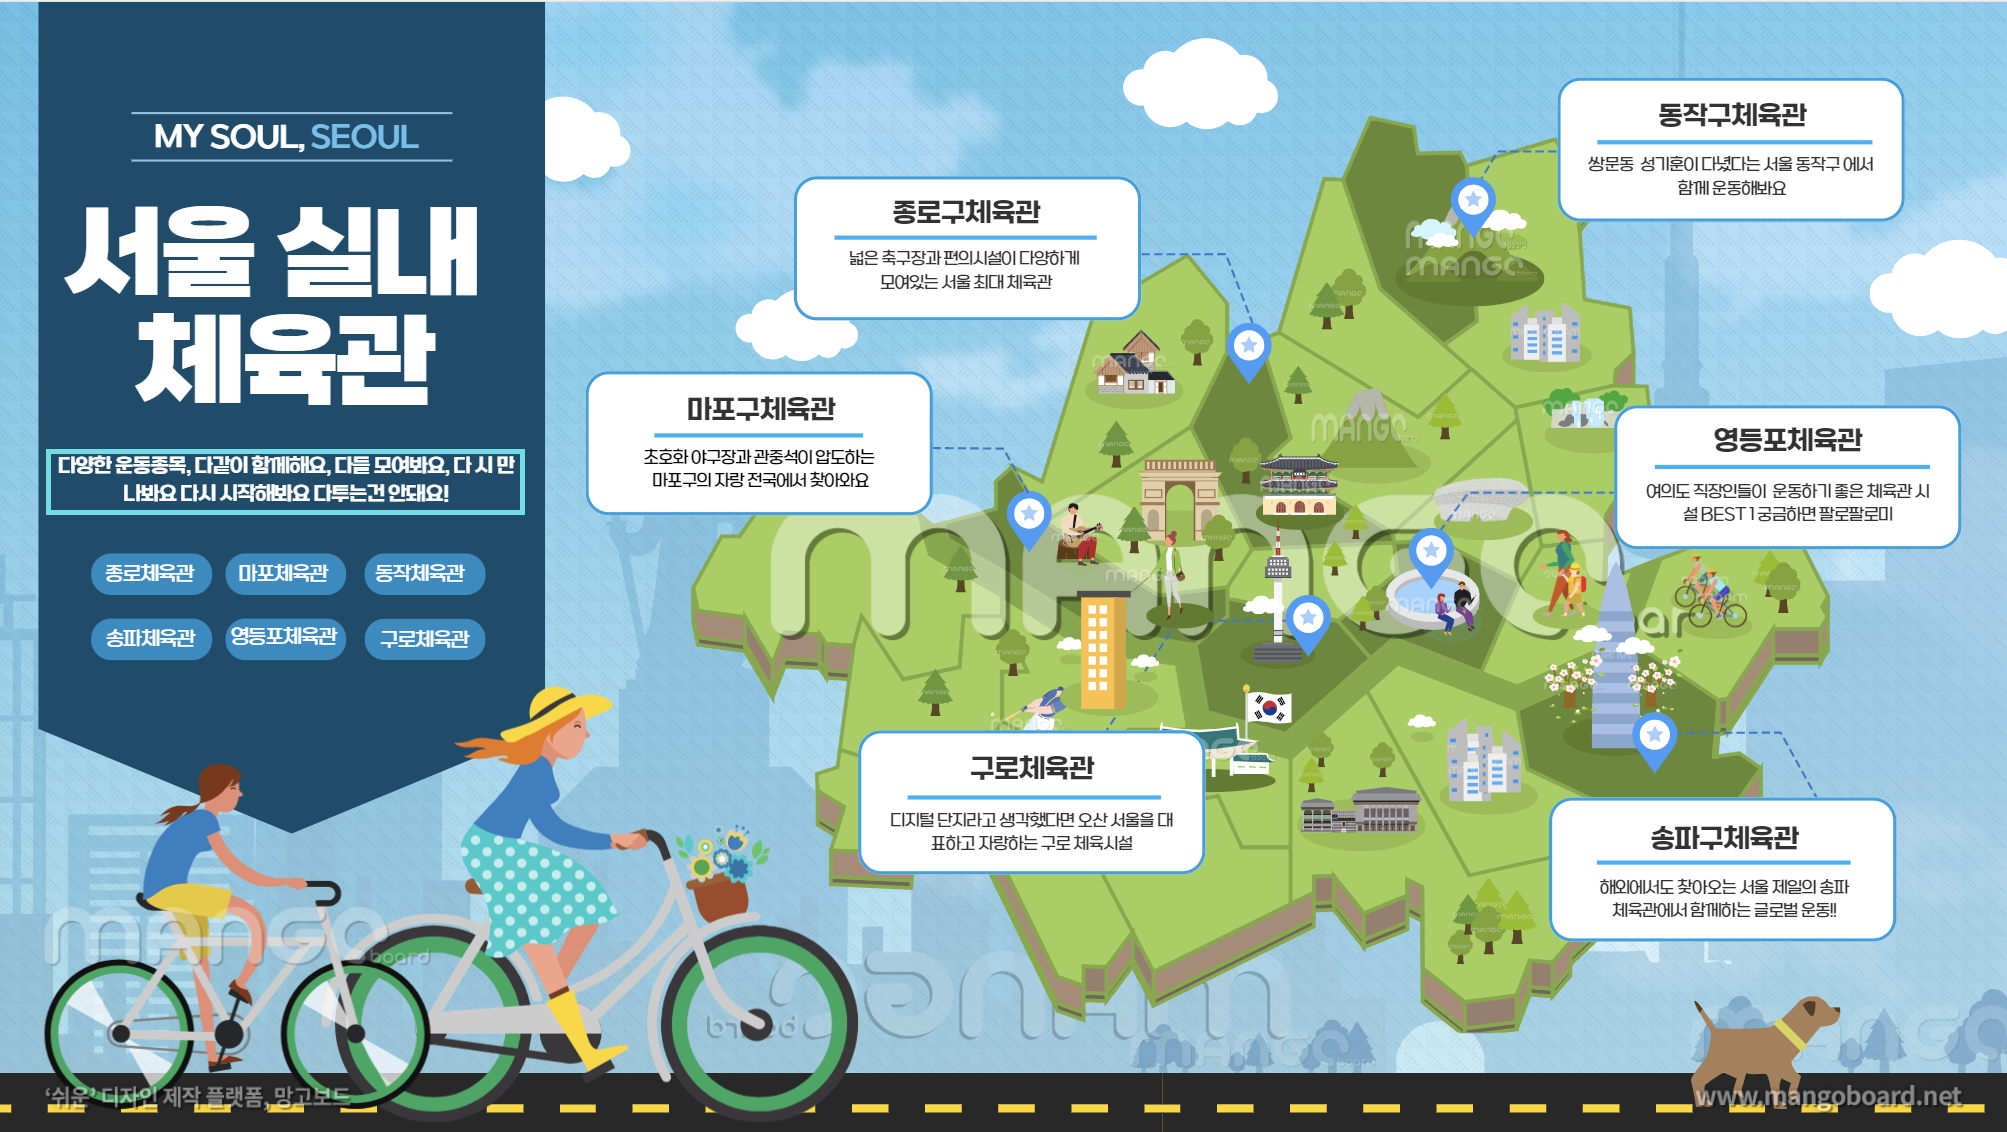 MY SOUL, SEOUL
서울 실내
체육관
다양한 운동종목, 다같이 함께해요, 다들 모여봐요, 다 시 만
나봐요 다시 시작해봐요 다투는건 안돼요!
종로체육관
마포체육관
동작체육관
송파체육관
영등포체육관
구로체육관
동작구체육관
쌍문동 성기훈이 다녔다는 서울 동작구 에서
함께 운동해봐요
종로구체육관
넓은 축구장과 편의시설이 다양하게
모여있는 서울 최대 체육관
마포구체육관
초호화 야구장과 관중석이 압도하는
마포구의 자랑 전국에서 찾아와요
영등포체육관
여의도 직장인들이 운동하기 좋은 체육관 시
설 BEST 1 궁금하면 팔로팔로미
구로체육관
디지털 단지라고 생각했다면 오산 서울을 대
표하고 자랑하는 구로 체육시설
송파구체육관
해외에서도 찾아오는 서울 제일의 송파
체육관에서 함께하는 글로벌 운동!!
mangoboard
'쉬운' 디자인 제작 플랫폼, 망고보드
www.mangoboard.net